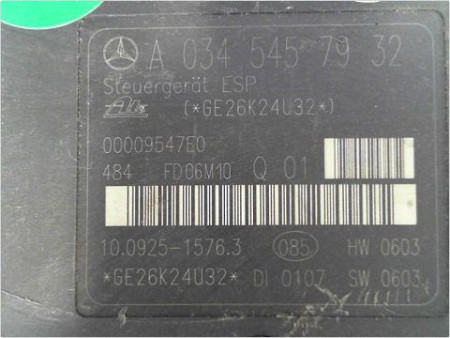 A 034 545 79 32
Steuergerät ESP
Ate (*GE26K24U32*)
00009547E0
484 FD06M10 Q 01
10.0925-1576.3 085 HW 0603
*GE26K24U32* DI 0107 SW 0603